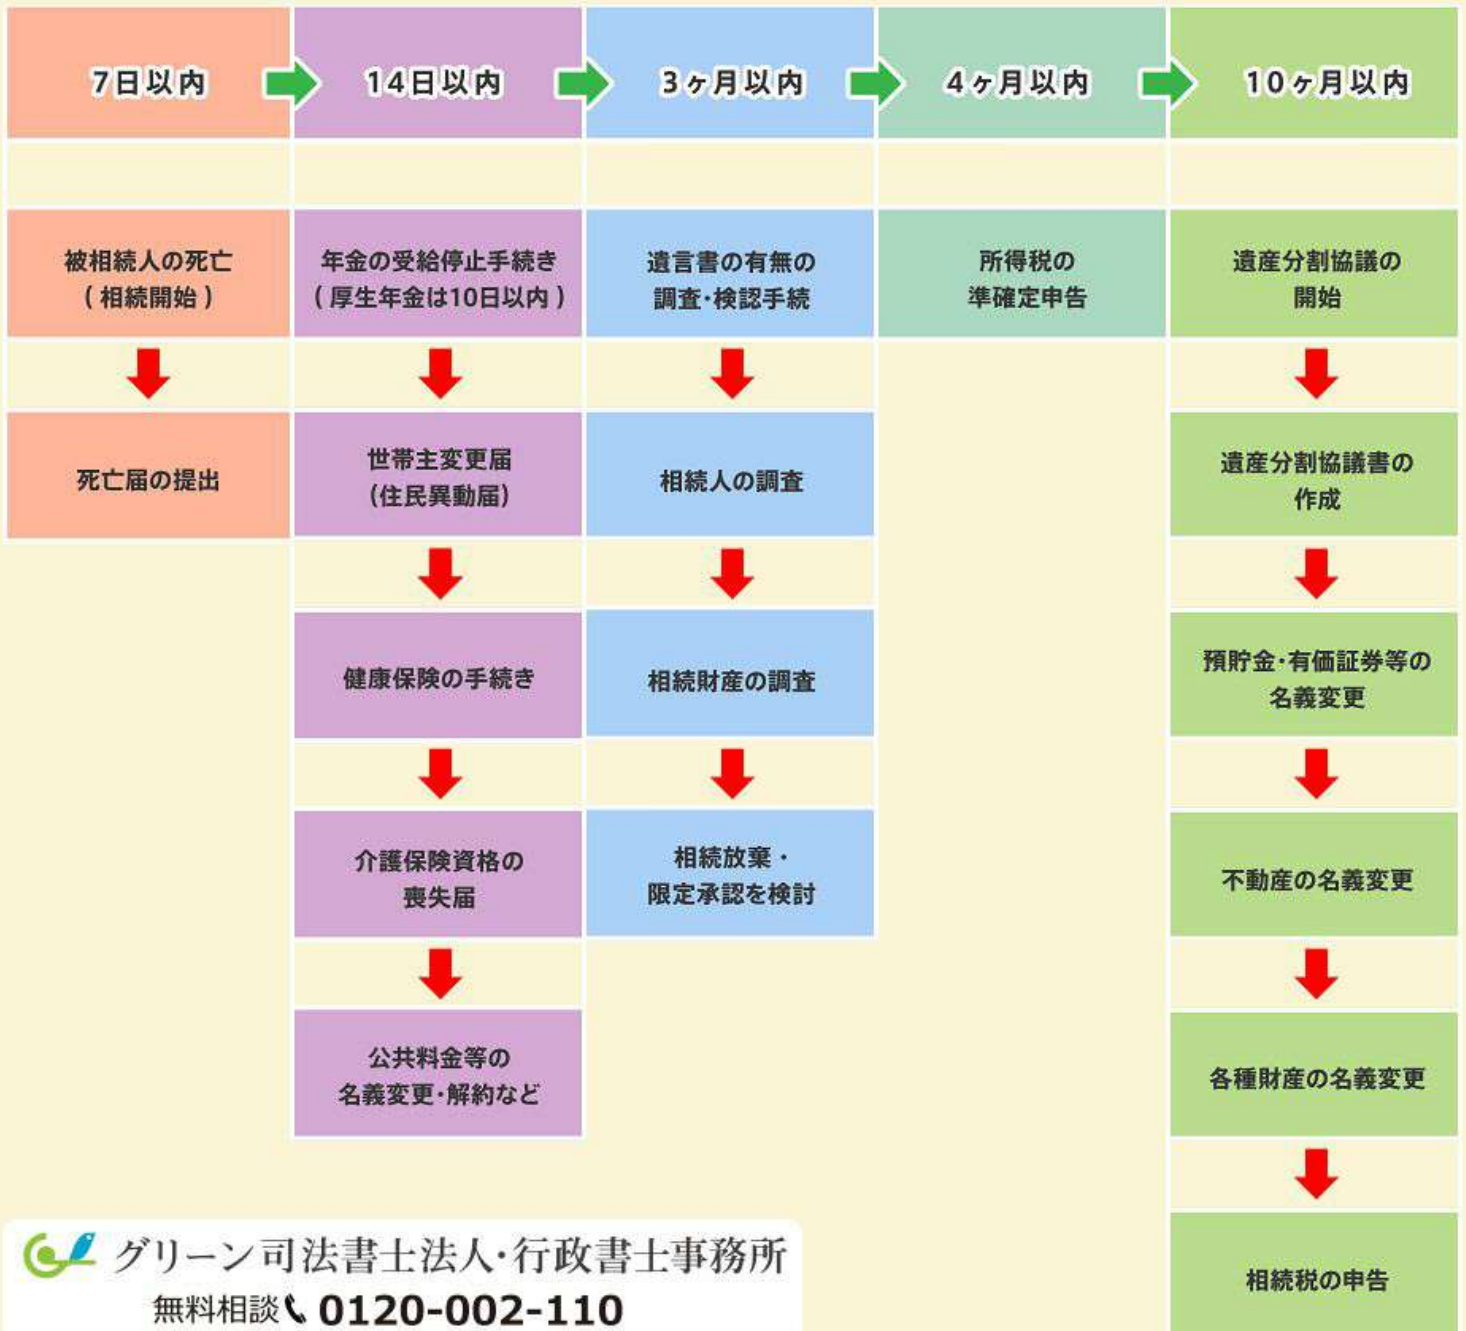 7日以内
14日以内
3ヶ月以内
4ヶ月以内
10ヶ月以内
被相続人の死亡
(相続開始)
死亡届の提出
年金の受給停止手続き
(厚生年金は10日以内)
世帯主変更届
(住民異動届)
健康保険の手続き
介護保険資格の
喪失届
公共料金等の
名義変更・解約など
遺言書の有無の
調査・検認手続
相続人の調査
相続財産の調査
相続放棄・
限定承認を検討
所得税の
準確定申告
遺産分割協議の
開始
遺産分割協議書の
作成
預貯金・有価証券等の
名義変更
不動産の名義変更
各種財産の名義変更
相続税の申告
グリーン司法書士法人・行政書士事務所
無料相談 0120-002-110